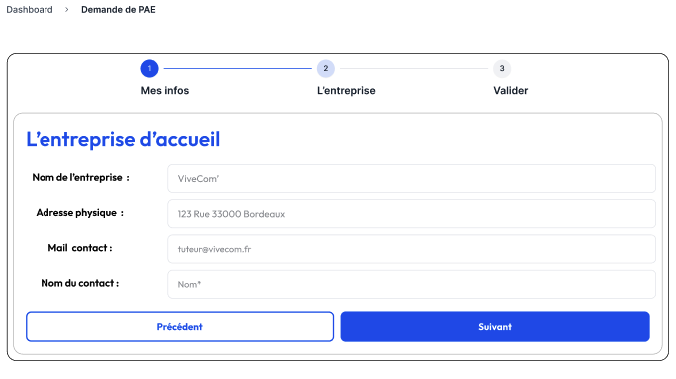 Dashboard > Demande de PAE
1 2 3
Mes infos L'entreprise Valider
L'entreprise d'accueil
Nom de l'entreprise : ViveCom'
Adresse physique : 123 Rue 33000 Bordeaux
Mail contact : tuteur@vivecom.fr
Nom du contact : Nom*
Précédent Suivant